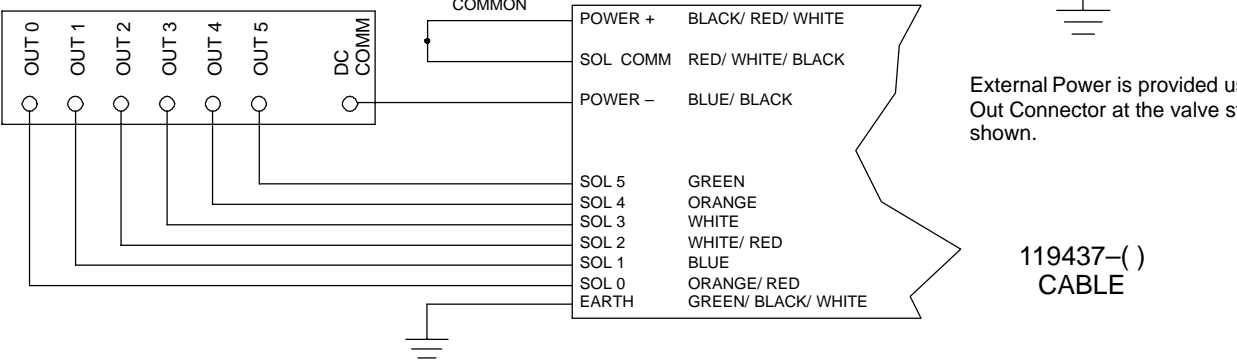 COMMON
OUT 0
OUT 1
OUT 2
OUT 3
OUT 4
OUT 5
DC
COMM
POWER + BLACK/ RED/ WHITE
SOL COMM RED/ WHITE/ BLACK
POWER – BLUE/ BLACK
SOL 5 GREEN
SOL 4 ORANGE
SOL 3 WHITE
SOL 2 WHITE/ RED
SOL 1 BLUE
SOL 0 ORANGE/ RED
EARTH GREEN/ BLACK/ WHITE
External Power is provided
Out Connector at the valve
shown.
119437–( )
CABLE